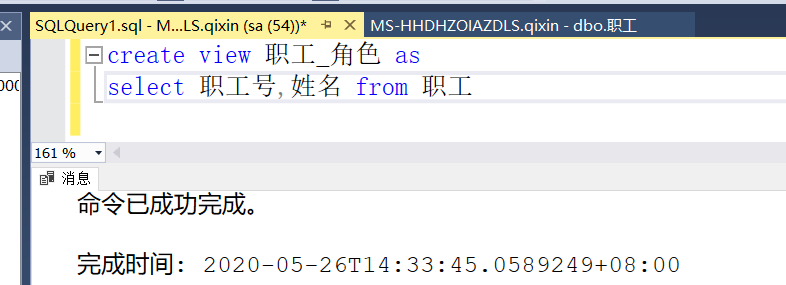 SQLQuery1.sql - M...LS.qixin (sa (54))* MS-HHDHZOIAZDLS.qixin - dbo.职工
create view 职工_角色 as
select 职工号,姓名 from 职工
161 %
消息
命令已成功完成。
完成时间: 2020-05-26T14:33:45.0589249+08:00